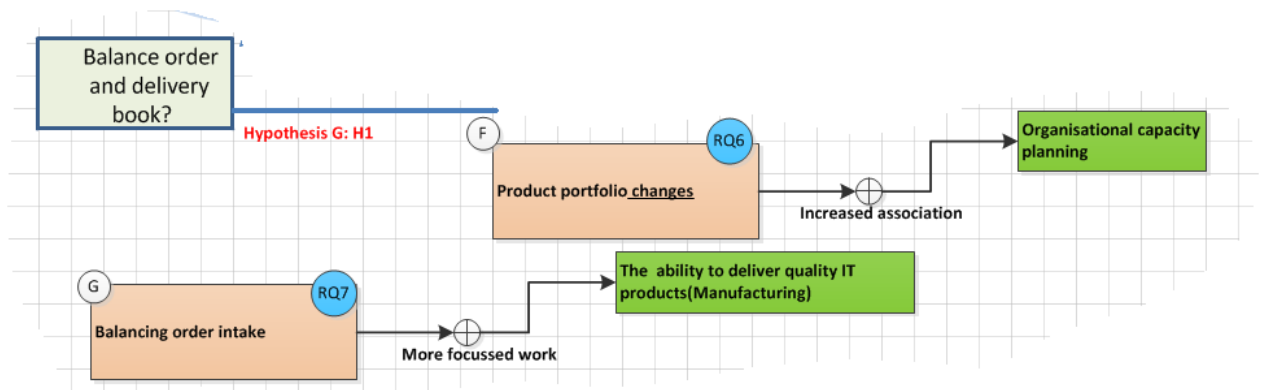 Balance order
and delivery
book?
Hypothesis G: H1
F
RQ6
Product portfolio changes
Increased association
Organisational capacity
planning
G
RQ7
Balancing order intake
More focussed work
The  ability to deliver quality IT
products(Manufacturing)